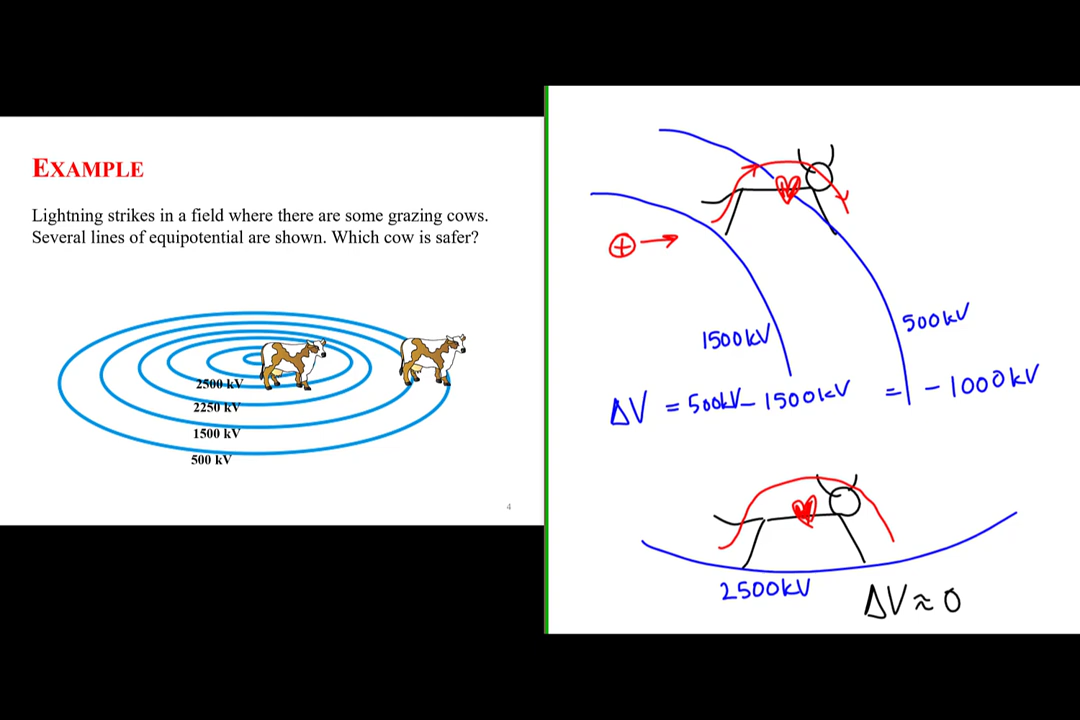 EXAMPLE
Lightning strikes in a field where there are some grazing cows.
Several lines of equipotential are shown. Which cow is safer?
2500 kV
2250 kV
1500 kV
500 kV
4
1500kV
500kV
ΔV = 500kV - 1500kV = - 1000kV
2500kV
ΔV ≈ 0